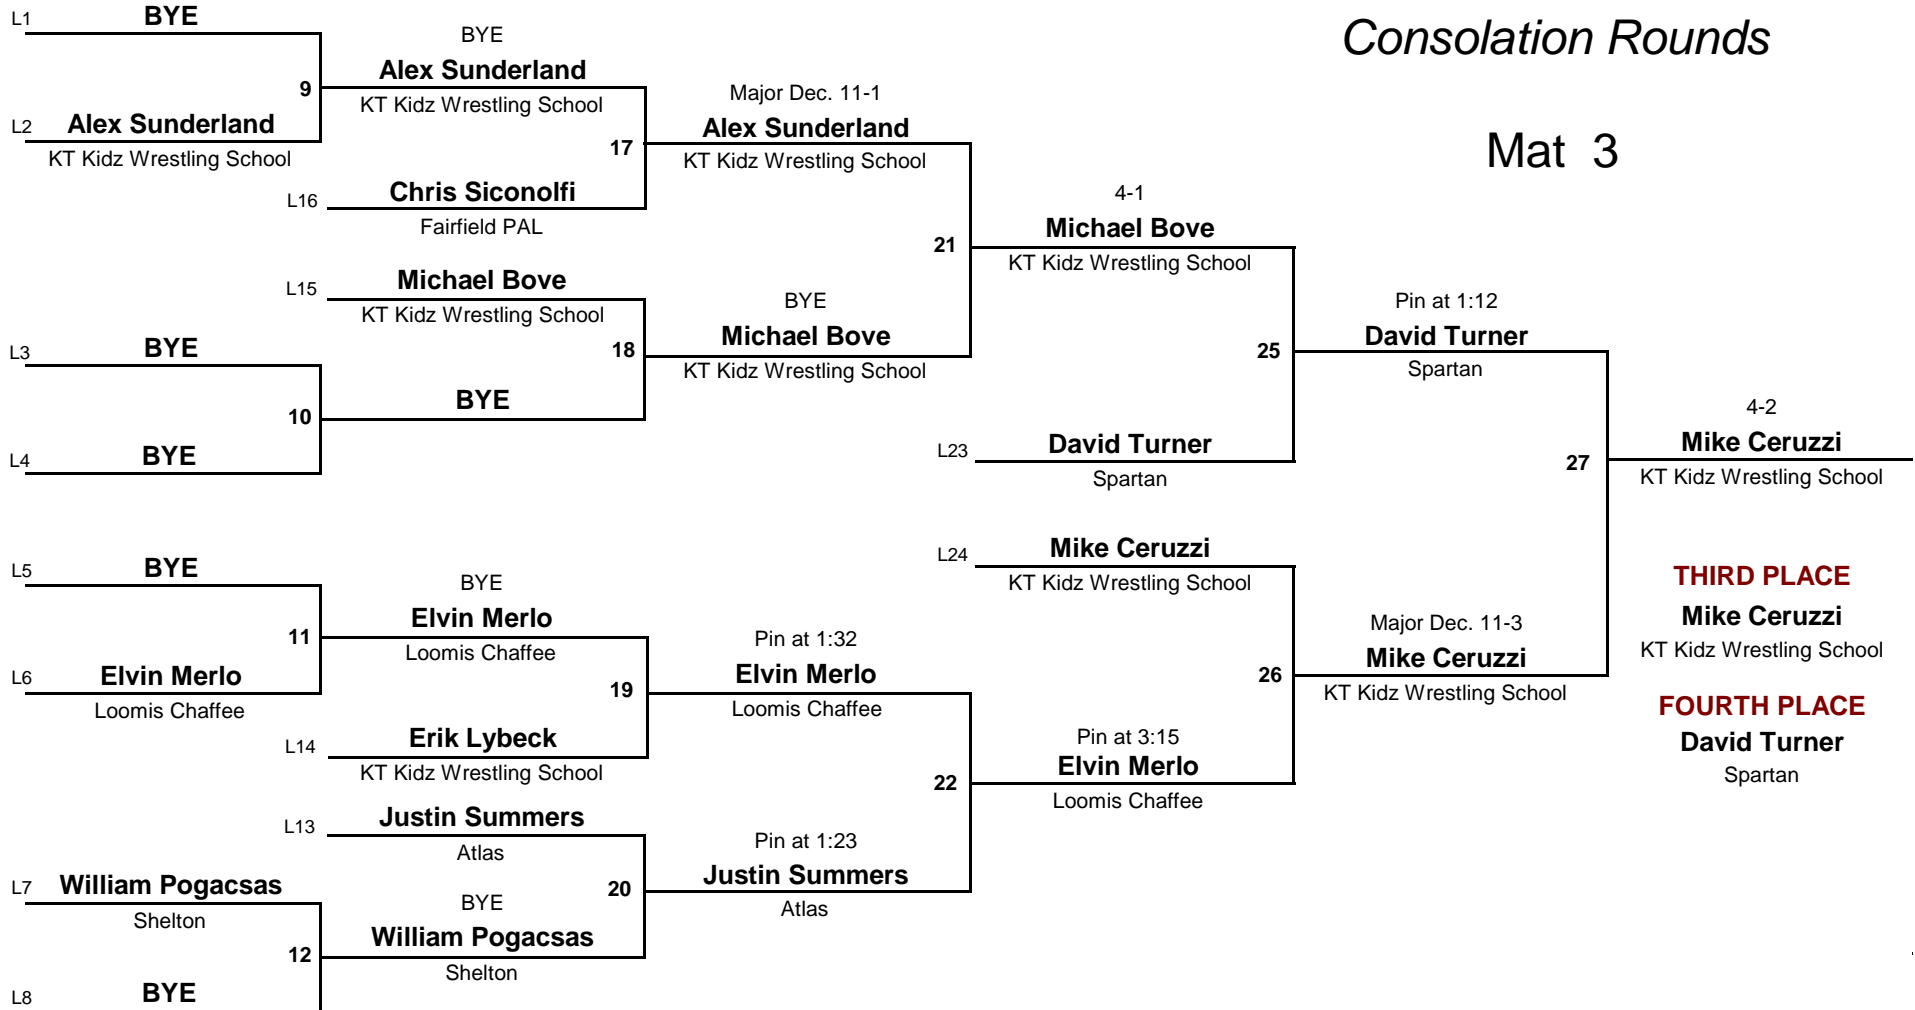 Consolation Rounds
Mat 3
L1 BYE
9
L2 Alex Sunderland
KT Kidz Wrestling School
BYE
Alex Sunderland
KT Kidz Wrestling School
17
L16 Chris Siconolfi
Fairfield PAL
Major Dec. 11-1
Alex Sunderland
KT Kidz Wrestling School
L15 Michael Bove
KT Kidz Wrestling School
18
L3 BYE
10
L4 BYE
BYE
BYE
Michael Bove
KT Kidz Wrestling School
21
4-1
Michael Bove
KT Kidz Wrestling School
25
L23 David Turner
Spartan
Pin at 1:12
David Turner
Spartan
27
4-2
Mike Ceruzzi
KT Kidz Wrestling School
L5 BYE
11
L6 Elvin Merlo
Loomis Chaffee
BYE
Elvin Merlo
Loomis Chaffee
19
L14 Erik Lybeck
KT Kidz Wrestling School
Pin at 1:32
Elvin Merlo
Loomis Chaffee
L13 Justin Summers
Atlas
20
L7 William Pogacsas
Shelton
12
L8 BYE
BYE
William Pogacsas
Shelton
Pin at 1:23
Justin Summers
Atlas
22
Pin at 3:15
Elvin Merlo
Loomis Chaffee
L24 Mike Ceruzzi
KT Kidz Wrestling School
26
Major Dec. 11-3
Mike Ceruzzi
KT Kidz Wrestling School
THIRD PLACE
Mike Ceruzzi
KT Kidz Wrestling School
FOURTH PLACE
David Turner
Spartan